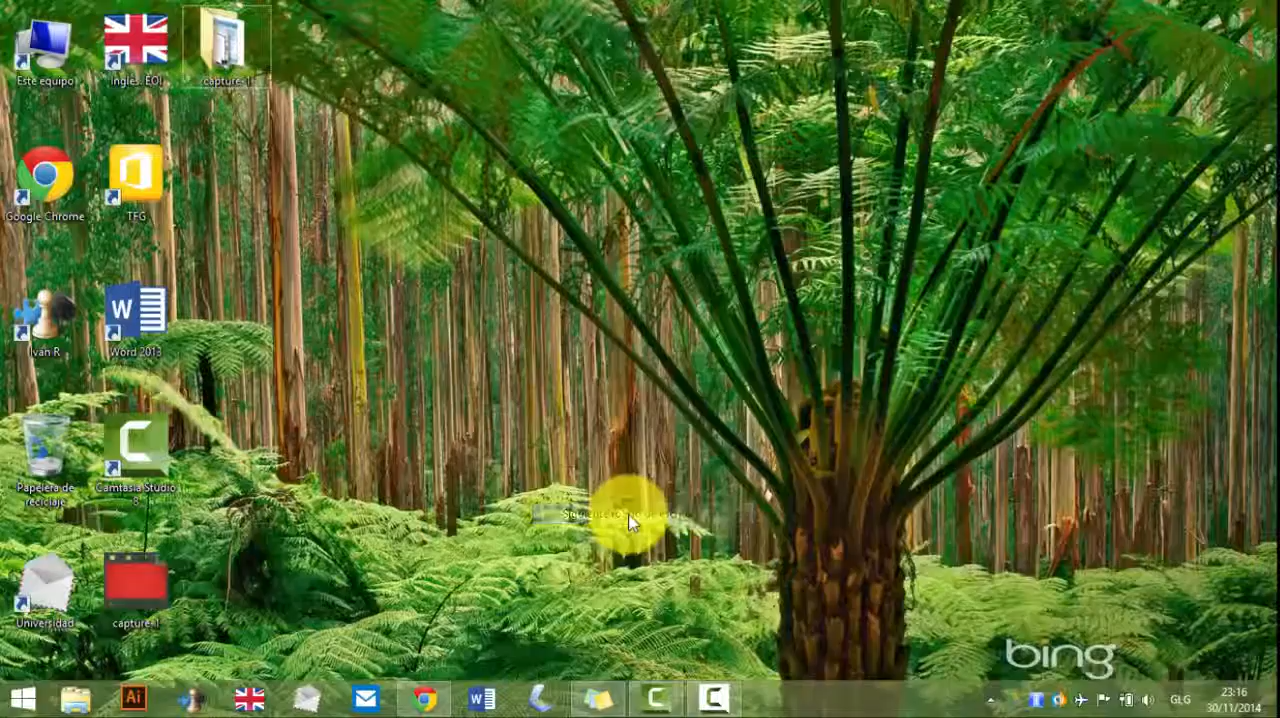 Este equipo
Inglés. EOI
capture-1
Google Chrome
TFG
W
Iván R
Word 2013
Papelera de
reciclaje
Camtasia Studio
8
Universidad
capture-1
bing
Ai
GLG
23:16
30/11/2014